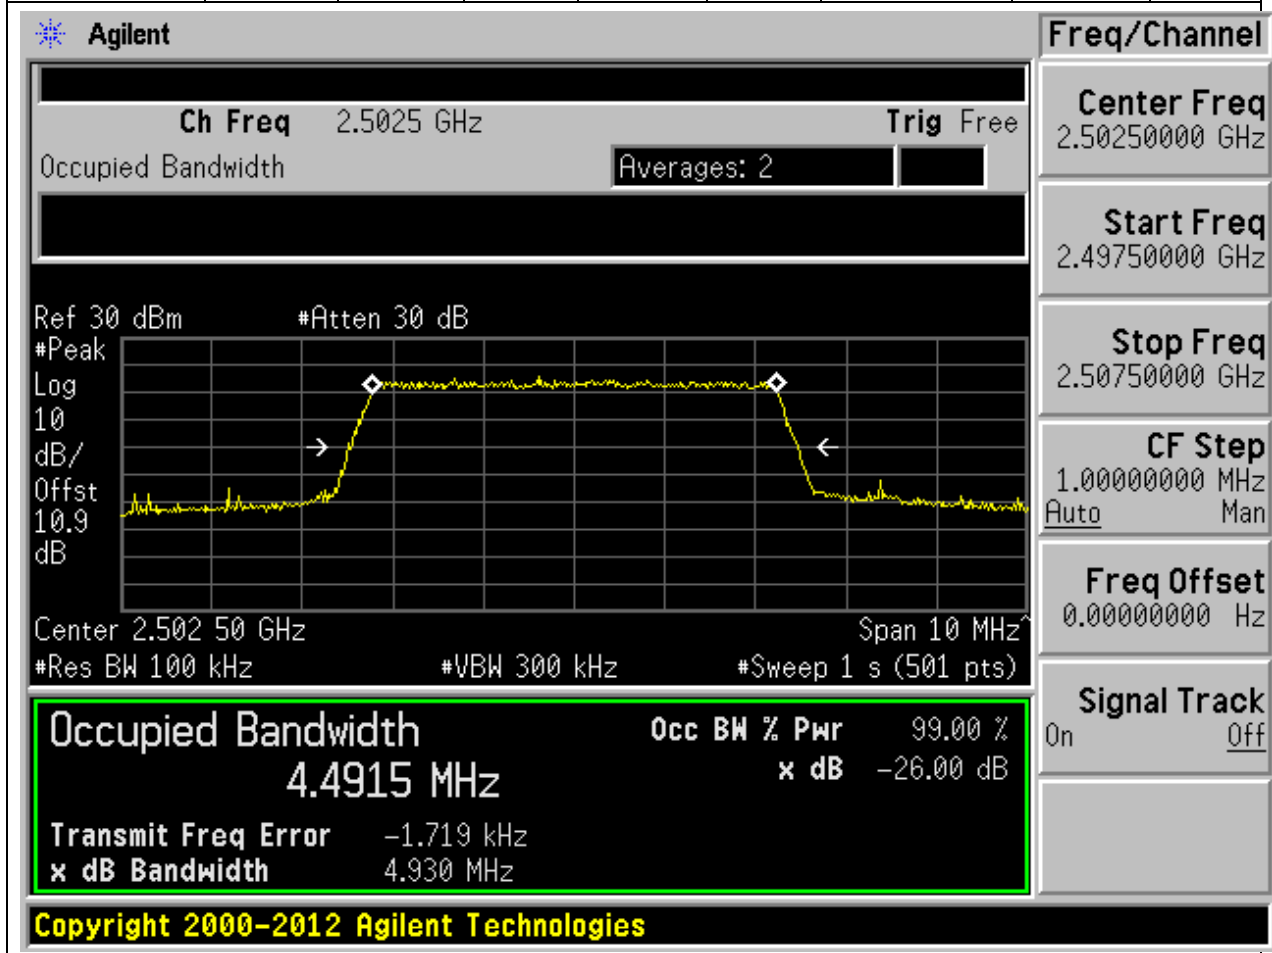 Agilent
Freq/Channel
Ch Freq 2.5025 GHz Trig Free
Occupied Bandwidth Averages: 2
Center Freq
2.50250000 GHz
Start Freq
2.49750000 GHz
Stop Freq
2.50750000 GHz
CF Step
1.00000000 MHz
Auto Man
Freq Offset
0.00000000 Hz
Signal Track
On Off
Ref 30 dBm #Atten 30 dB
#Peak
Log
10
dB/
Offst
10.9
dB
Center 2.502 50 GHz Span 10 MHz^
#Res BW 100 kHz #VBW 300 kHz #Sweep 1 s (501 pts)
Occupied Bandwidth Occ BW % Pwr 99.00 %
4.4915 MHz x dB -26.00 dB
Transmit Freq Error -1.719 kHz
x dB Bandwidth 4.930 MHz
Copyright 2000-2012 Agilent Technologies